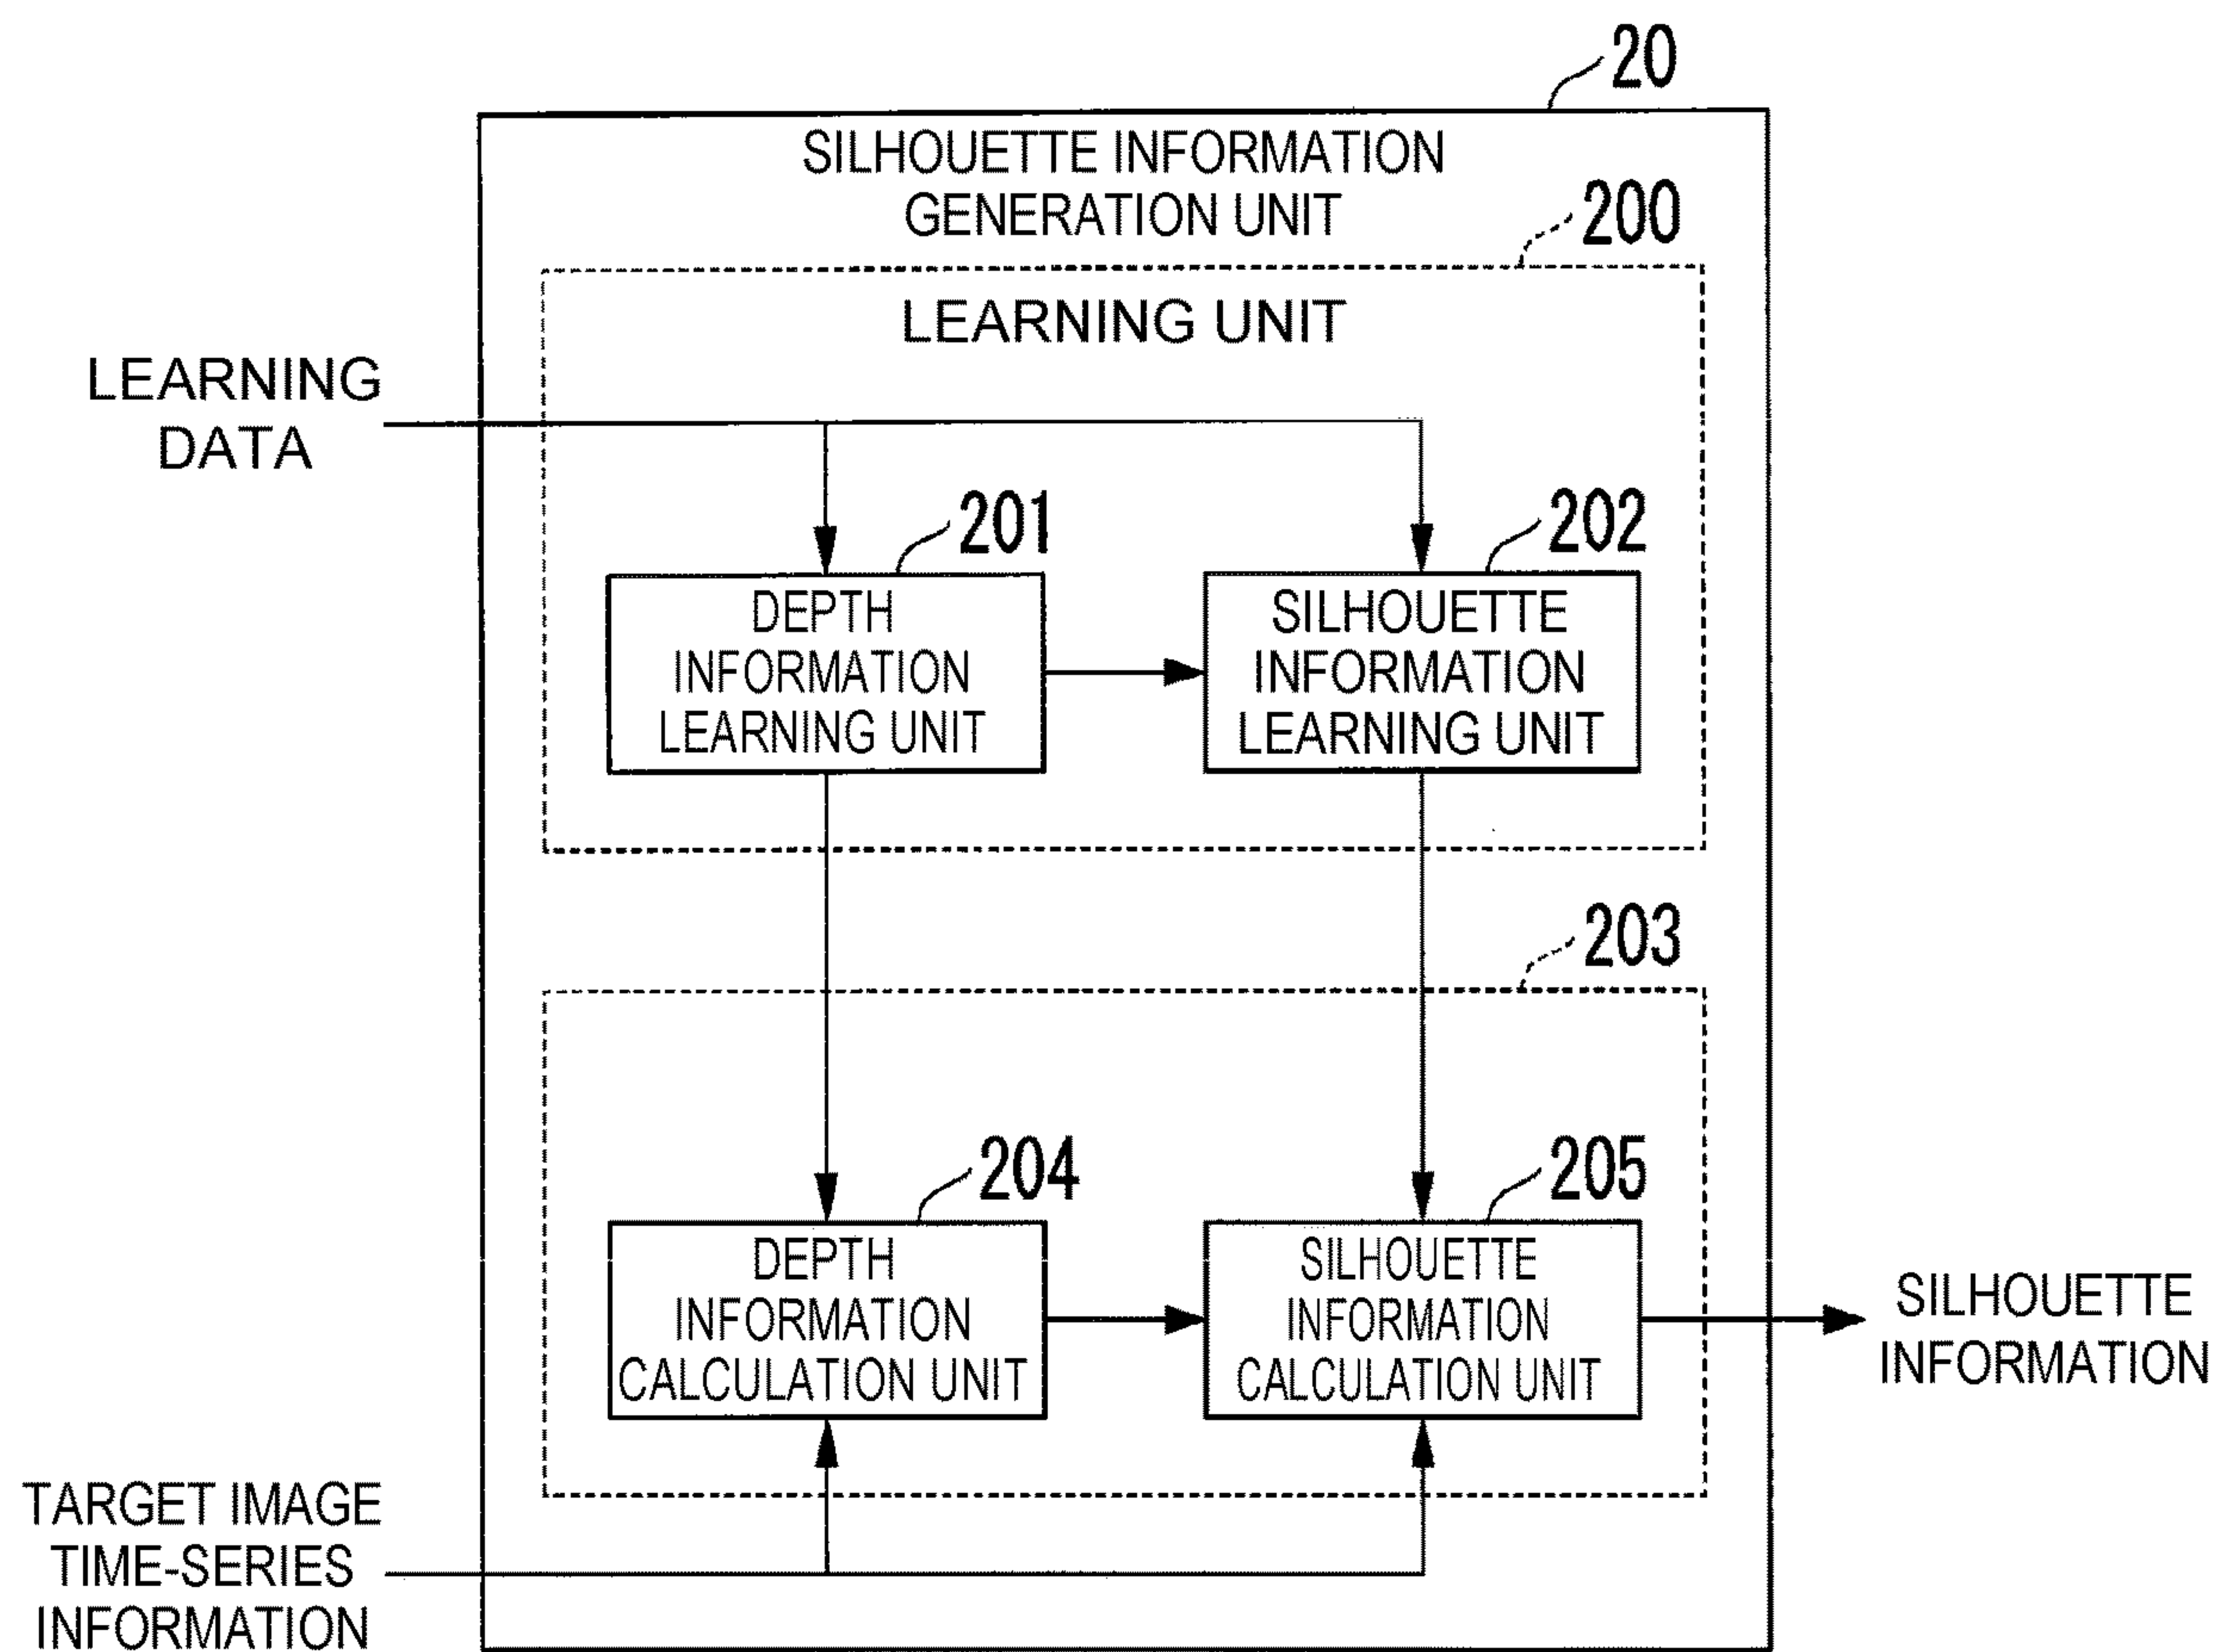 20
SILHOUETTE INFORMATION
GENERATION UNIT
200
LEARNING UNIT
LEARNING
DATA
201
202
DEPTH
INFORMATION
LEARNING UNIT
SILHOUETTE
INFORMATION
LEARNING UNIT
203
204
205
DEPTH
INFORMATION
CALCULATION UNIT
SILHOUETTE
INFORMATION
CALCULATION UNIT
SILHOUETTE
INFORMATION
TARGET IMAGE
TIME-SERIES
INFORMATION